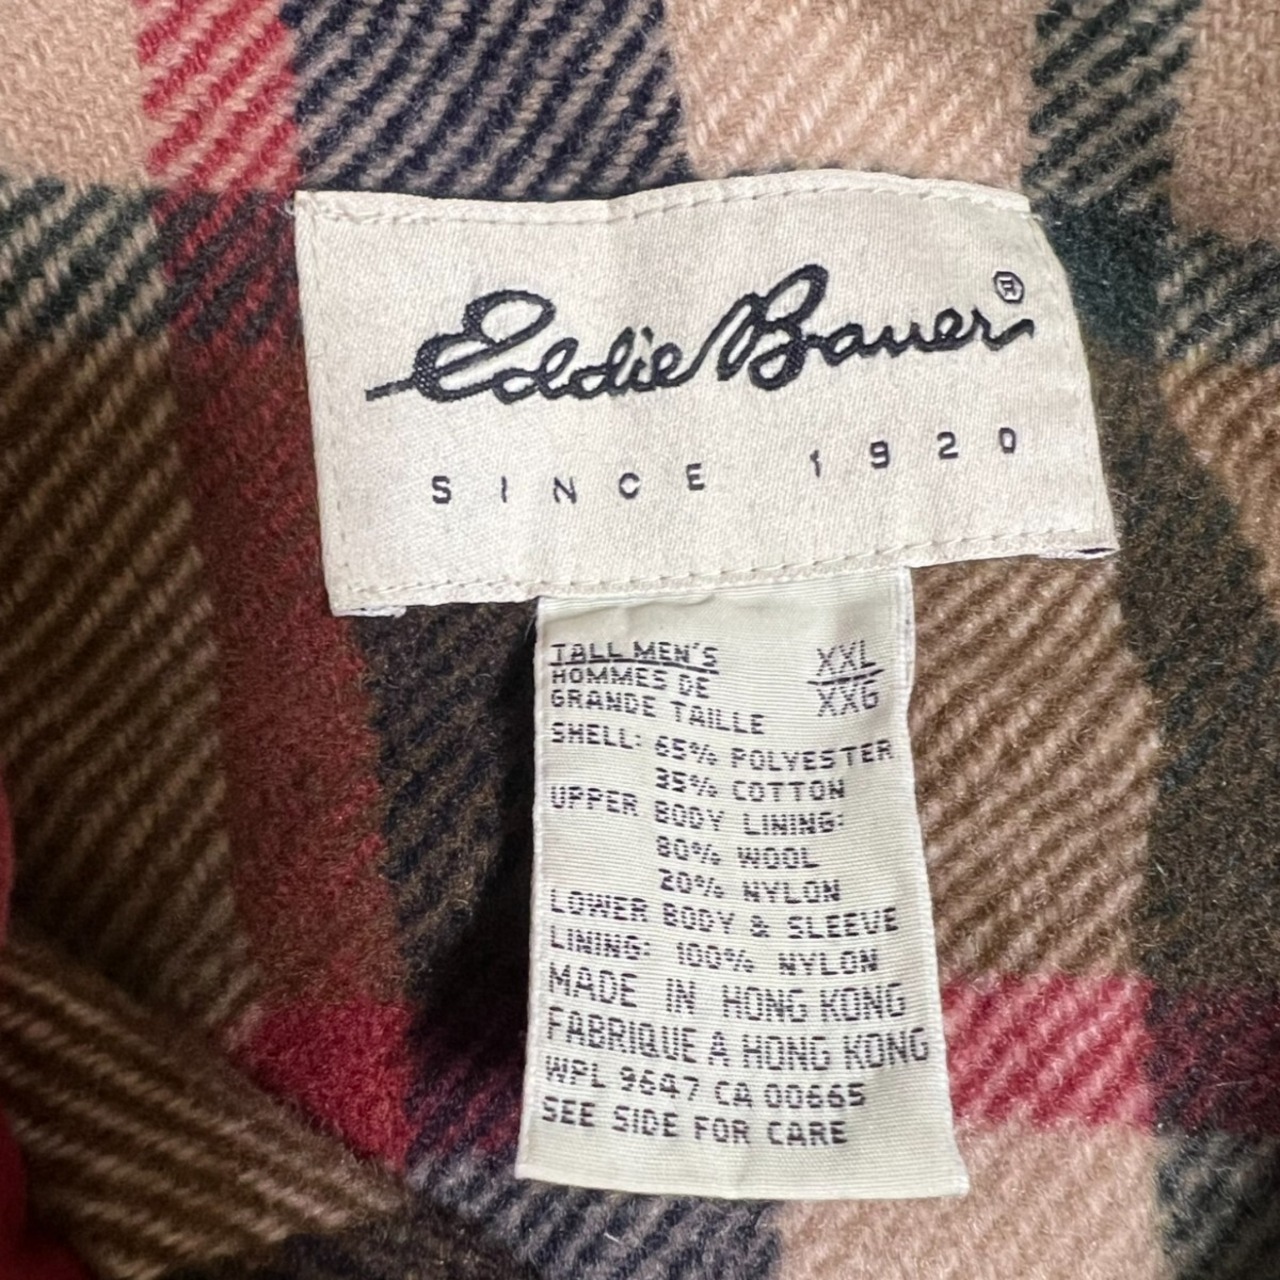 Eddie Bauer®
SINCE 1920
TALL MEN'S XXL
HOMMES DE XXG
GRANDE TAILLE
SHELL: 65% POLYESTER
35% COTTON
UPPER BODY LINING:
80% WOOL
20% NYLON
LOWER BODY & SLEEVE
LINING: 100% NYLON
MADE IN HONG KONG
FABRIQUE A HONG KONG
WPL 9647 CA 00665
SEE SIDE FOR CARE